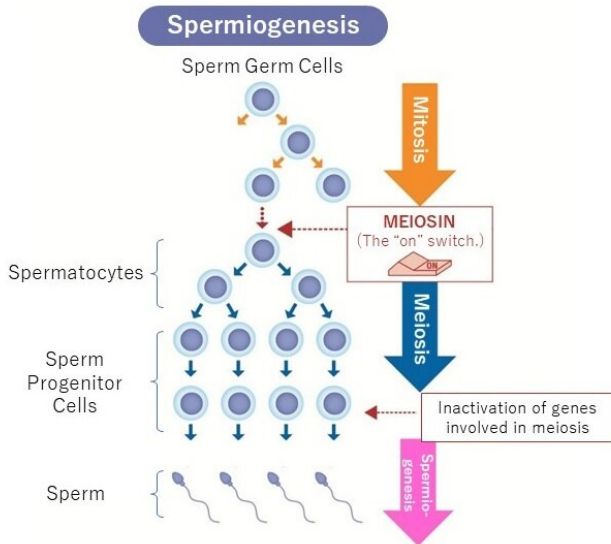 Spermiogenesis
Sperm Germ Cells
Mitosis
MEIOSIN
(The "on" switch.)
ON
Spermatocytes
Meiosis
Sperm
Progenitor
Cells
Inactivation of genes
involved in meiosis
Spermio-
genesis
Sperm